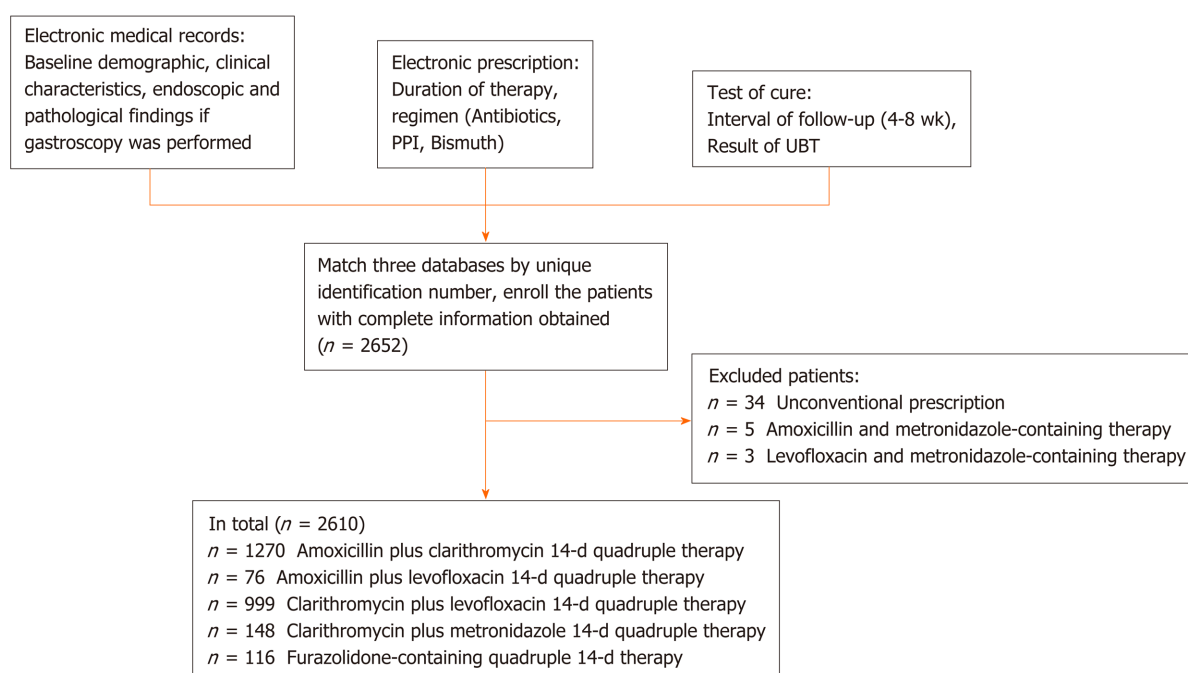 Electronic medical records:
Baseline demographic, clinical
characteristics, endoscopic and
pathological findings if
gastroscopy was performed
Electronic prescription:
Duration of therapy,
regimen (Antibiotics,
PPI, Bismuth)
Test of cure:
Interval of follow-up (4-8 wk),
Result of UBT
Match three databases by unique
identification number, enroll the patients
with complete information obtained
(n = 2652)
Excluded patients:
n = 34 Unconventional prescription
n = 5 Amoxicillin and metronidazole-containing therapy
n = 3 Levofloxacin and metronidazole-containing therapy
In total (n = 2610)
n = 1270 Amoxicillin plus clarithromycin 14-d quadruple therapy
n = 76 Amoxicillin plus levofloxacin 14-d quadruple therapy
n = 999 Clarithromycin plus levofloxacin 14-d quadruple therapy
n = 148 Clarithromycin plus metronidazole 14-d quadruple therapy
n = 116 Furazolidone-containing quadruple 14-d therapy